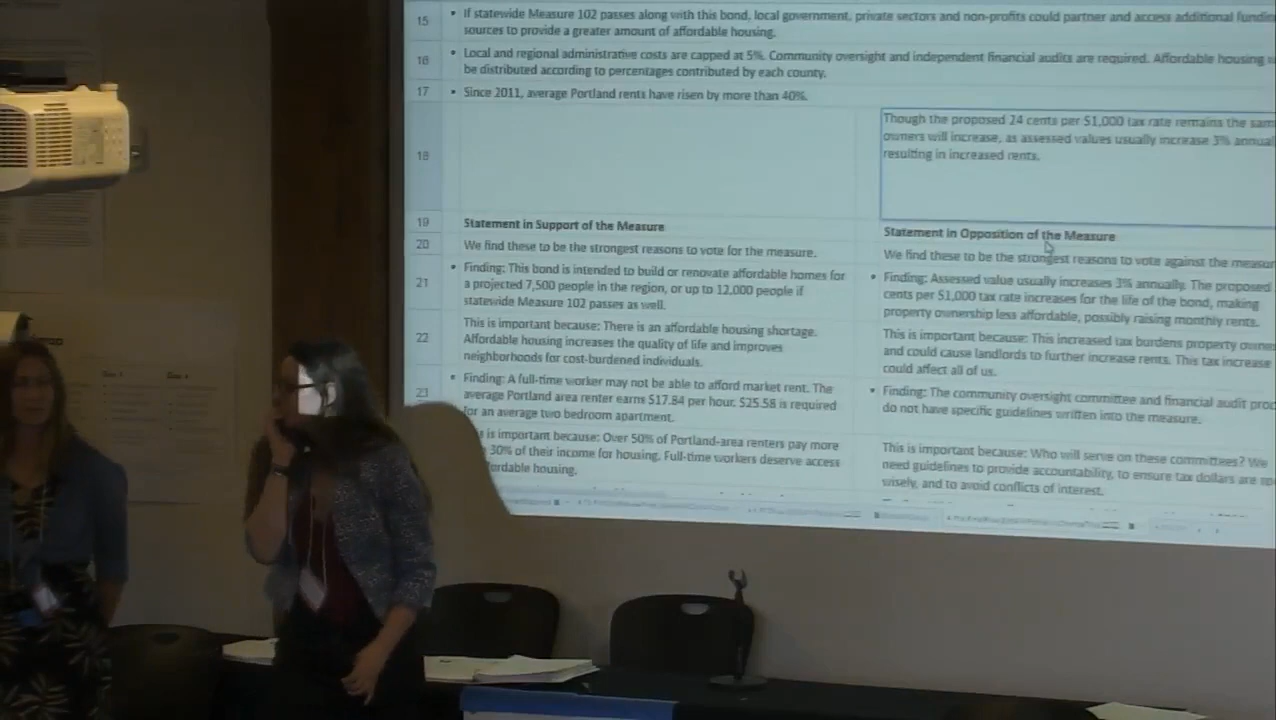 15 • If statewide Measure 102 passes along with this bond, local government, private sectors and non-profits could partner and access additional fundin
sources to provide a greater amount of affordable housing.
16 • Local and regional administrative costs are capped at 5%. Community oversight and independent financial audits are required. Affordable housing
be distributed according to percentages contributed by each county.
17 • Since 2011, average Portland rents have risen by more than 40%.
18
Though the proposed 24 cents per $1,000 tax rate remains the sam
owners will increase, as assessed values usually increase 3% annual
resulting in increased rents.
19 Statement in Support of the Measure
20 We find these to be the strongest reasons to vote for the measure.
21 • Finding: This bond is intended to build or renovate affordable homes for
a projected 7,500 people in the region, or up to 12,000 people if
statewide Measure 102 passes as well.
22 This is important because: There is an affordable housing shortage.
Affordable housing increases the quality of life and improves
neighborhoods for cost-burdened individuals.
23 • Finding: A full-time worker may not be able to afford market rent. The
average Portland area renter earns $17.84 per hour. $25.58 is required
for an average two bedroom apartment.
is important because: Over 50% of Portland-area renters pay more
30% of their income for housing. Full-time workers deserve access
ordable housing.
Statement in Opposition of the Measure
We find these to be the strongest reasons to vote against the measur
• Finding: Assessed value usually increases 3% annually. The proposed
cents per $1,000 tax rate increases for the life of the bond, making
property ownership less affordable, possibly raising monthly rents.
This is important because: This increased tax burdens property owne
and could cause landlords to further increase rents. This tax increase
could affect all of us.
• Finding: The community oversight committee and financial audit proc
do not have specific guidelines written into the measure.
This is important because: Who will serve on these committees? We
need guidelines to provide accountability, to ensure tax dollars are sp
wisely, and to avoid conflicts of interest.